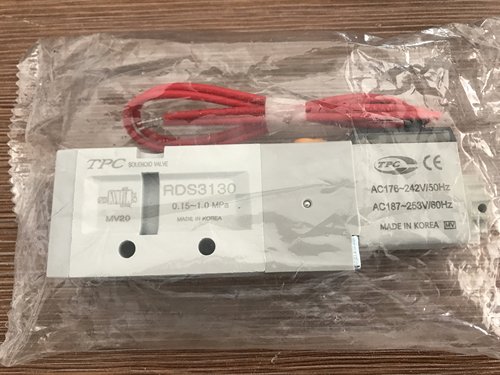 TPC SOLENOID VALVE
RDS3130
0.15~1.0 MPa
MV20
MADE IN KOREA
TPC CE
AC176~242V/50Hz
AC187~253V/60Hz
MADE IN KOREA MV